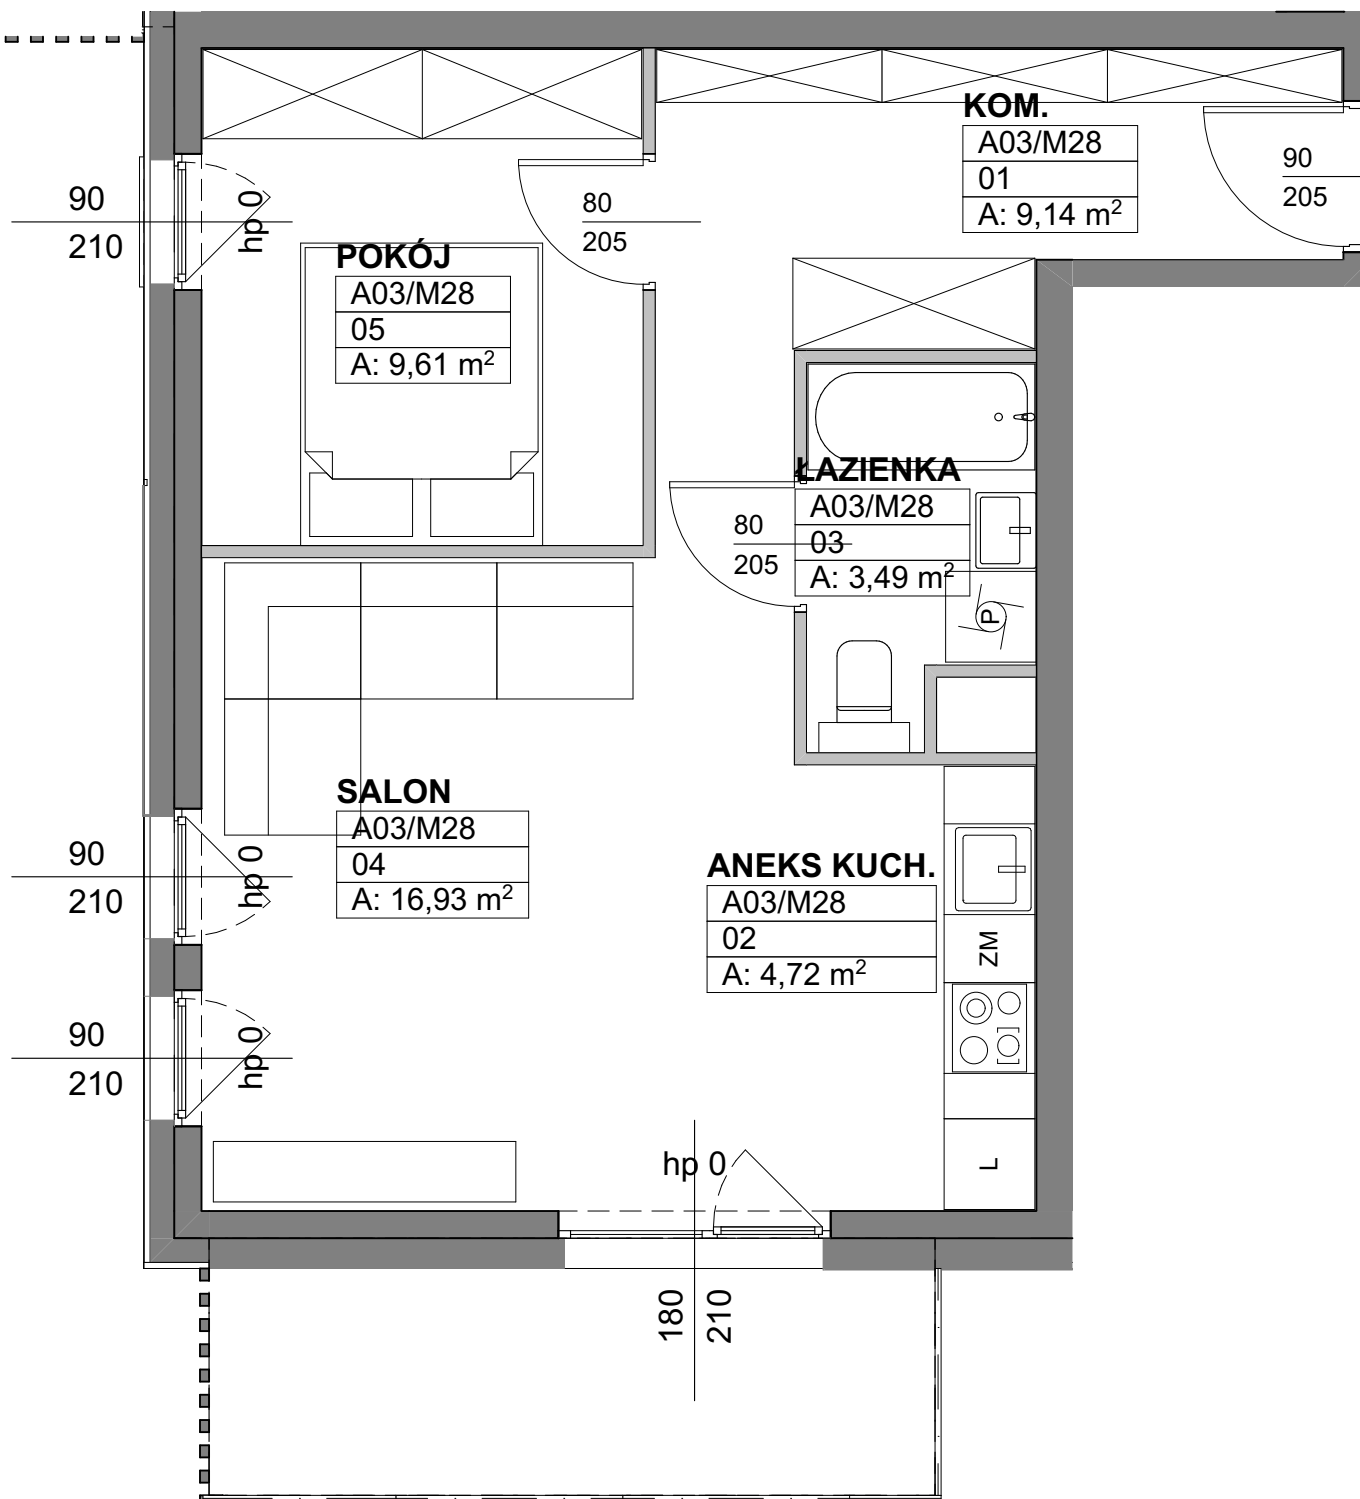 KOM.
A03/M28
01
A: 9,14 m²
90
205
90
210
hp 0
80
205
POKÓJ
A03/M28
05
A: 9,61 m²
ŁAZIENKA
A03/M28
03
A: 3,49 m²
80
205
P
SALON
A03/M28
04
A: 16,93 m²
90
210
hp 0
ANEKS KUCH.
A03/M28
02
A: 4,72 m²
ZM
90
210
hp 0
L
hp 0
180
210